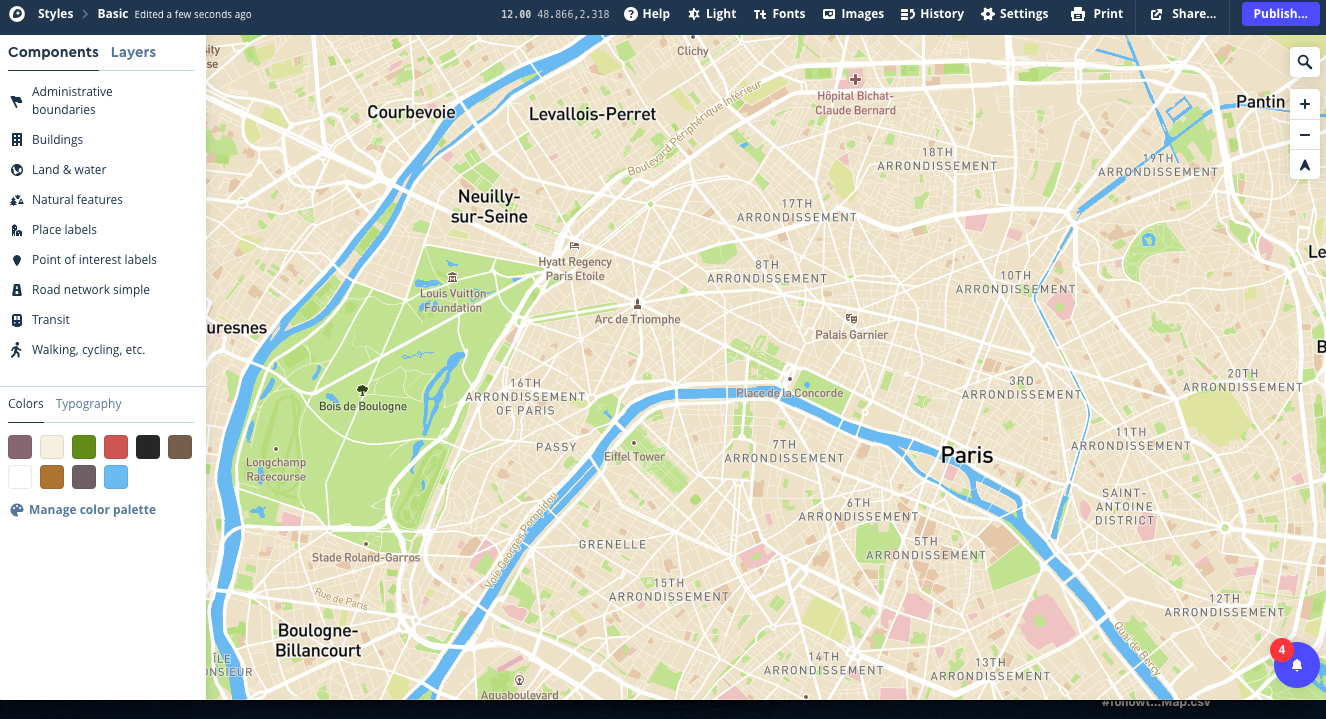 Styles
Basic
Edited a few seconds ago
12.00 48.866,2.318
Help
Light
Fonts
Images
History
Settings
Print
Share...
Publish...
Components
Layers
Administrative
boundaries
Buildings
Land & water
Natural features
Place labels
Point of interest labels
Road network simple
Transit
Walking, cycling, etc.
Colors
Typography
Manage color palette
Clichy
Courbevoie
Levallois-Perret
Boulevard Périphérique Intérieur
Hôpital Bichat-
Claude Bernard
Pantin
18TH
ARRONDISSEMENT
19TH
ARRONDISSEMENT
Neuilly-
sur-Seine
17TH
ARRONDISSEMENT
Hyatt Regency
Paris Etoile
8TH
ARRONDISSEMENT
10TH
ARRONDISSEMENT
Louis Vuitton
Foundation
Arc de Triomphe
Palais Garnier
uresnes
Le
B
16TH
ARRONDISSEMENT
OF PARIS
Place de la Concorde
3RD
ARRONDISSEMENT
20TH
ARRONDISSEMENT
Bois de Boulogne
PASSY
Eiffel Tower
7TH
ARRONDISSEMENT
Paris
11TH
ARRONDISSEMENT
Longchamp
Racecourse
Voie Georges Pompidou
6TH
ARRONDISSEMENT
SAINT-
ANTOINE
DISTRICT
GRENELLE
5TH
ARRONDISSEMENT
Stade Roland-Garros
15TH
ARRONDISSEMENT
Rue de Paris
12TH
ARRONDISSEMENT
Boulogne-
Billancourt
Quai de Bercy
ÎLE
ONSIEUR
14TH
ARRONDISSEMENT
13TH
ARRONDISSEMENT
Aquaboulevard
4